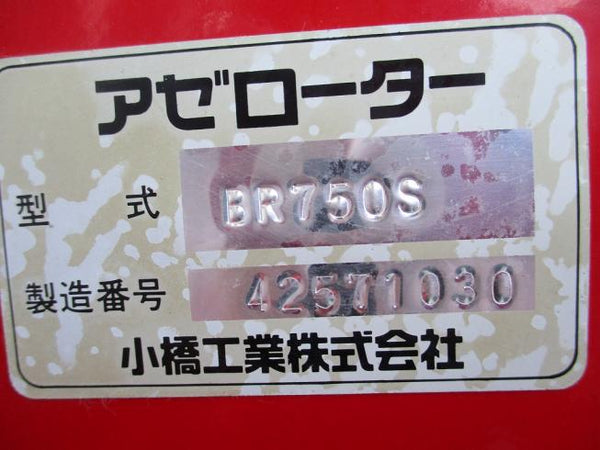 アゼローター
型式 BR750S
製造番号 42571030
小橋工業株式会社